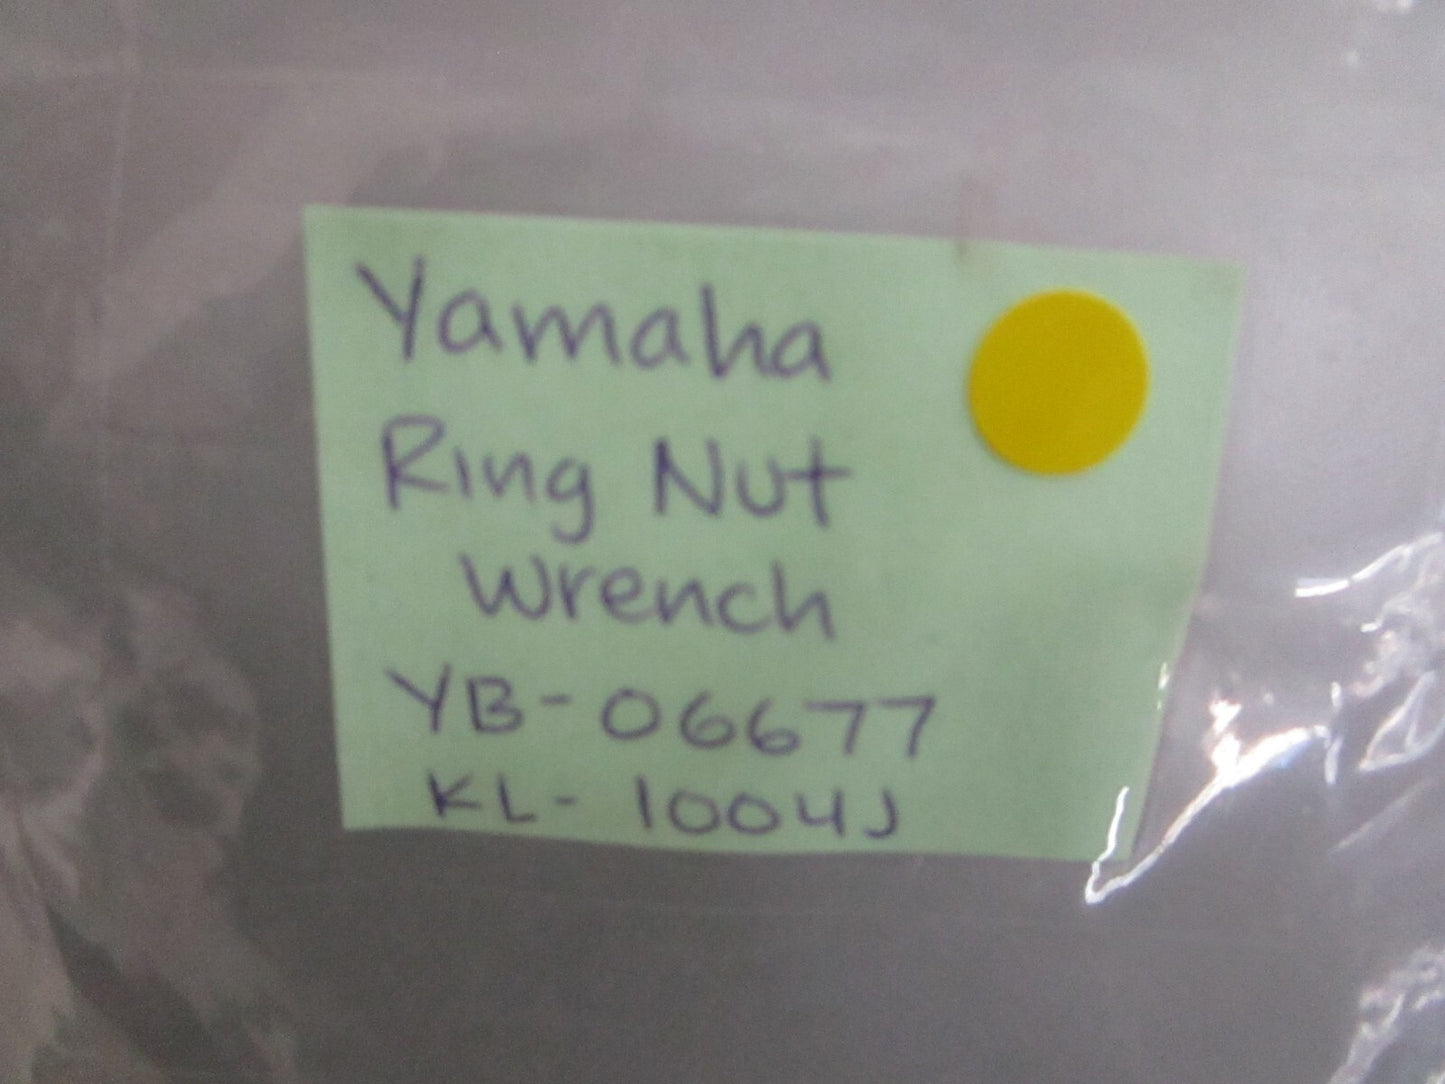 Yamaha
Ring Nut
Wrench
YB-06677
KL-1004J